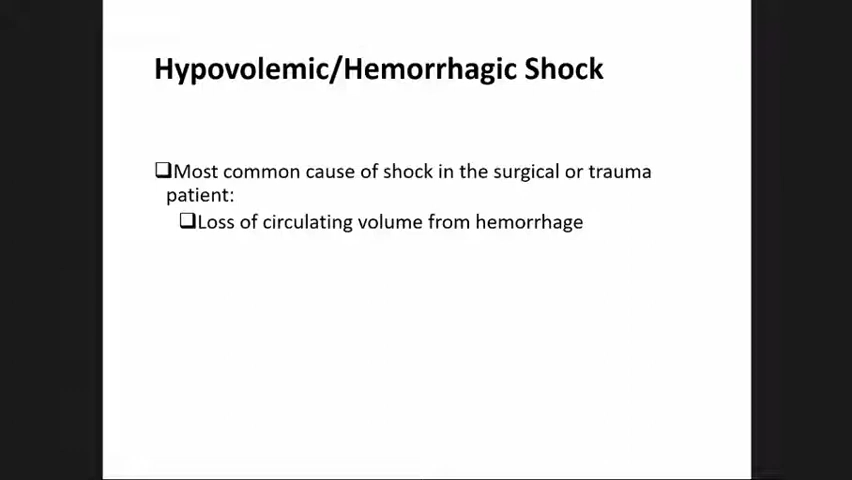 Hypovolemic/Hemorrhagic Shock
❑Most common cause of shock in the surgical or trauma
patient:
❑Loss of circulating volume from hemorrhage